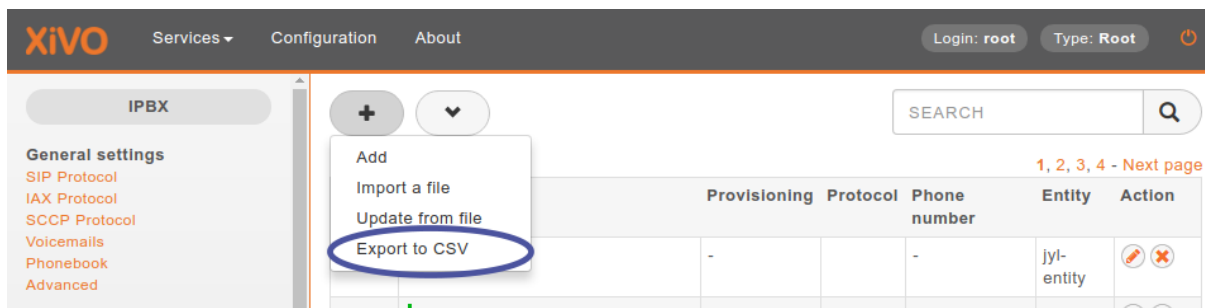 XiVO Services Configuration About Login: root Type: Root
IPBX
General settings
SIP Protocol
IAX Protocol
SCCP Protocol
Voicemails
Phonebook
Advanced
SEARCH
Add
Import a file
Update from file
Export to CSV
1, 2, 3, 4 - Next page
Provisioning Protocol Phone number Entity Action
- - jyl-entity